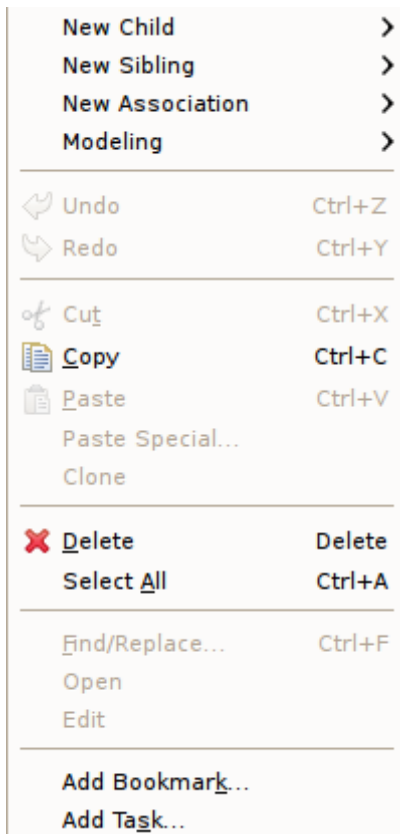 New Child
New Sibling
New Association
Modeling
Undo Ctrl+Z
Redo Ctrl+Y
Cut Ctrl+X
Copy Ctrl+C
Paste Ctrl+V
Paste Special...
Clone
Delete Delete
Select All Ctrl+A
Find/Replace... Ctrl+F
Open
Edit
Add Bookmark...
Add Task...